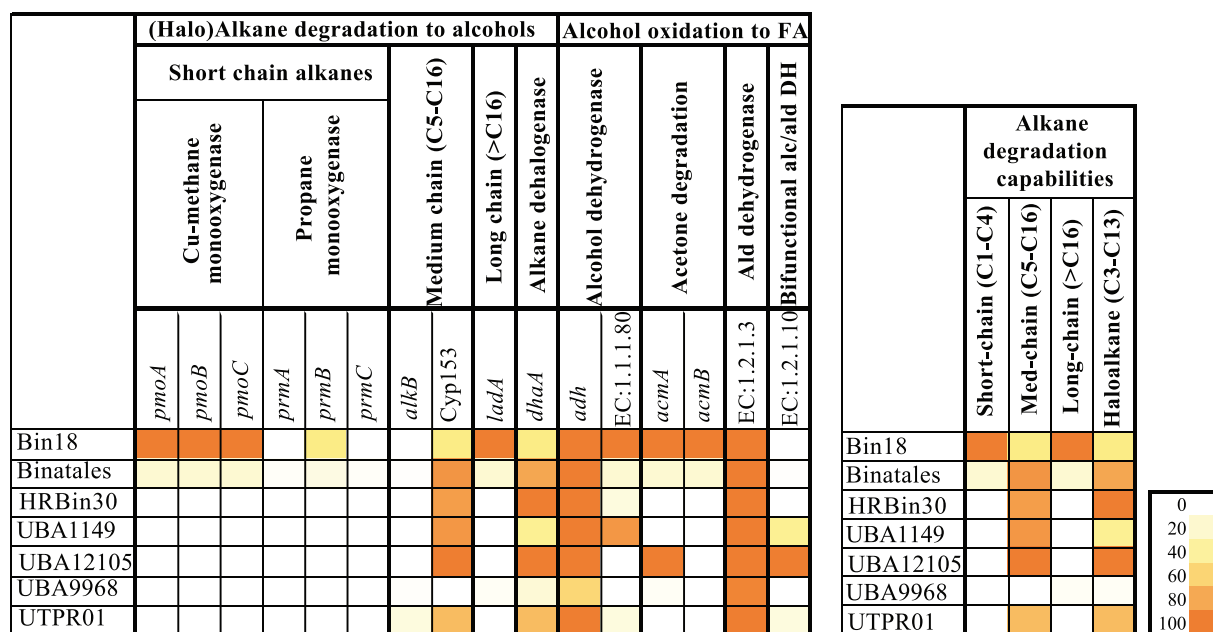 (Halo)Alkane degradation to alcohols
Alcohol oxidation to FA
Short chain alkanes
Cu-methane
monooxygenase
Propane
monooxygenase
Medium chain (C5-C16)
Long chain (>C16)
Alkane dehalogenase
Alcohol dehydrogenase
Acetone degradation
Ald dehydrogenase
Bifunctional alc/ald DH
pmoA
pmoB
pmoC
prmA
prmB
prmC
alkB
Cyp153
ladA
dhaA
adh
EC:1.1.1.80
acmA
acmB
EC:1.2.1.3
EC:1.2.1.10
Bin18
Binatales
HRBin30
UBA1149
UBA12105
UBA9968
UTPR01
Alkane
degradation
capabilities
Short-chain (C1-C4)
Med-chain (C5-C16)
Long-chain (>C16)
Haloalkane (C3-C13)
Bin18
Binatales
HRBin30
UBA1149
UBA12105
UBA9968
UTPR01
0
20
40
60
80
100